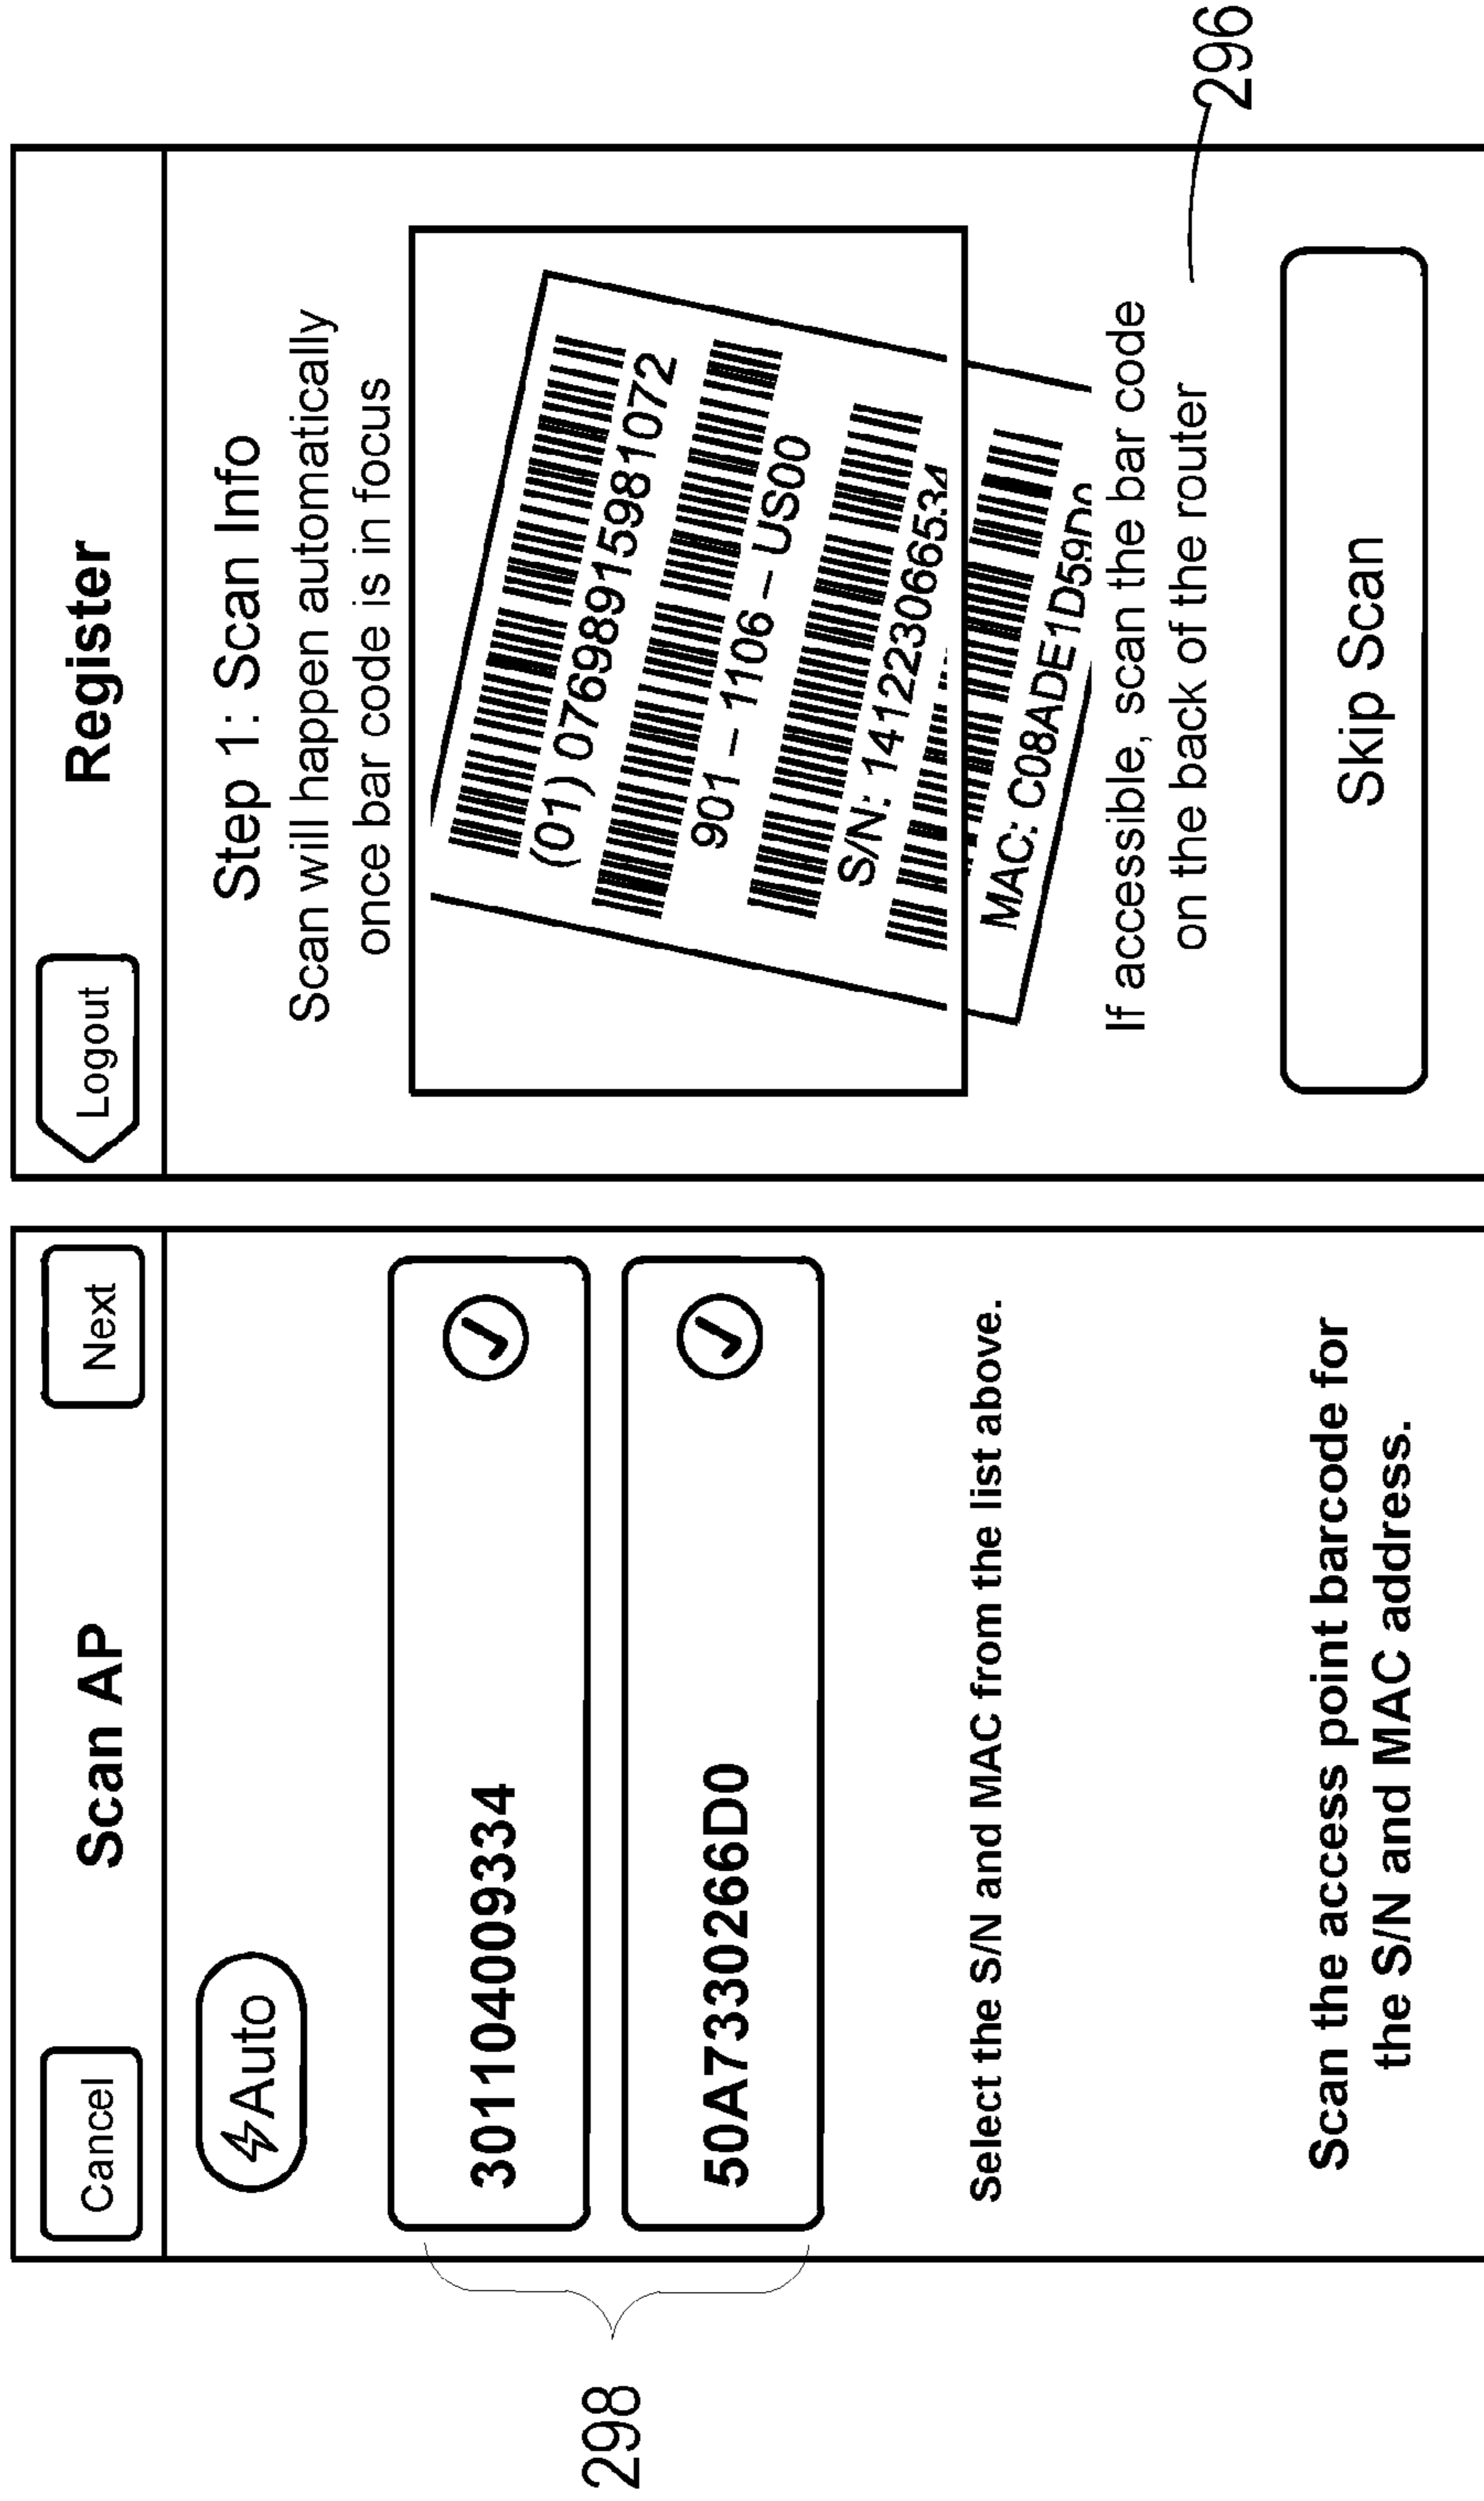 Cancel
Scan AP
Next
Auto
301104009334
50A7330266D0
Select the S/N and MAC from the list above.
Scan the access point barcode for
the S/N and MAC address.
298
Logout
Register
Step 1: Scan Info
Scan will happen automatically
once bar code is in focus
(01) 07698915981072
901 – 1106 – US00
S/N: 141223066534
MAC: C08ADE1D59D
If accessible, scan the bar code
on the back of the router
Skip Scan
296